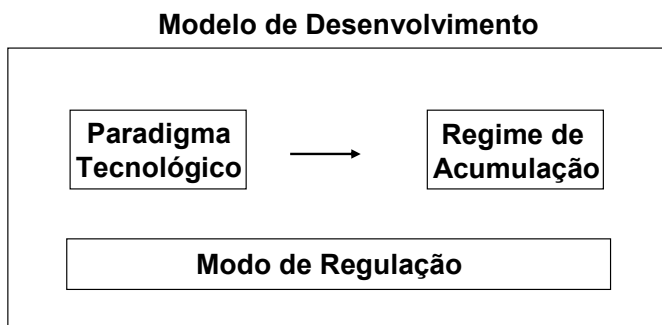 Modelo de Desenvolvimento
Paradigma
Tecnológico
Regime de
Acumulação
Modo de Regulação